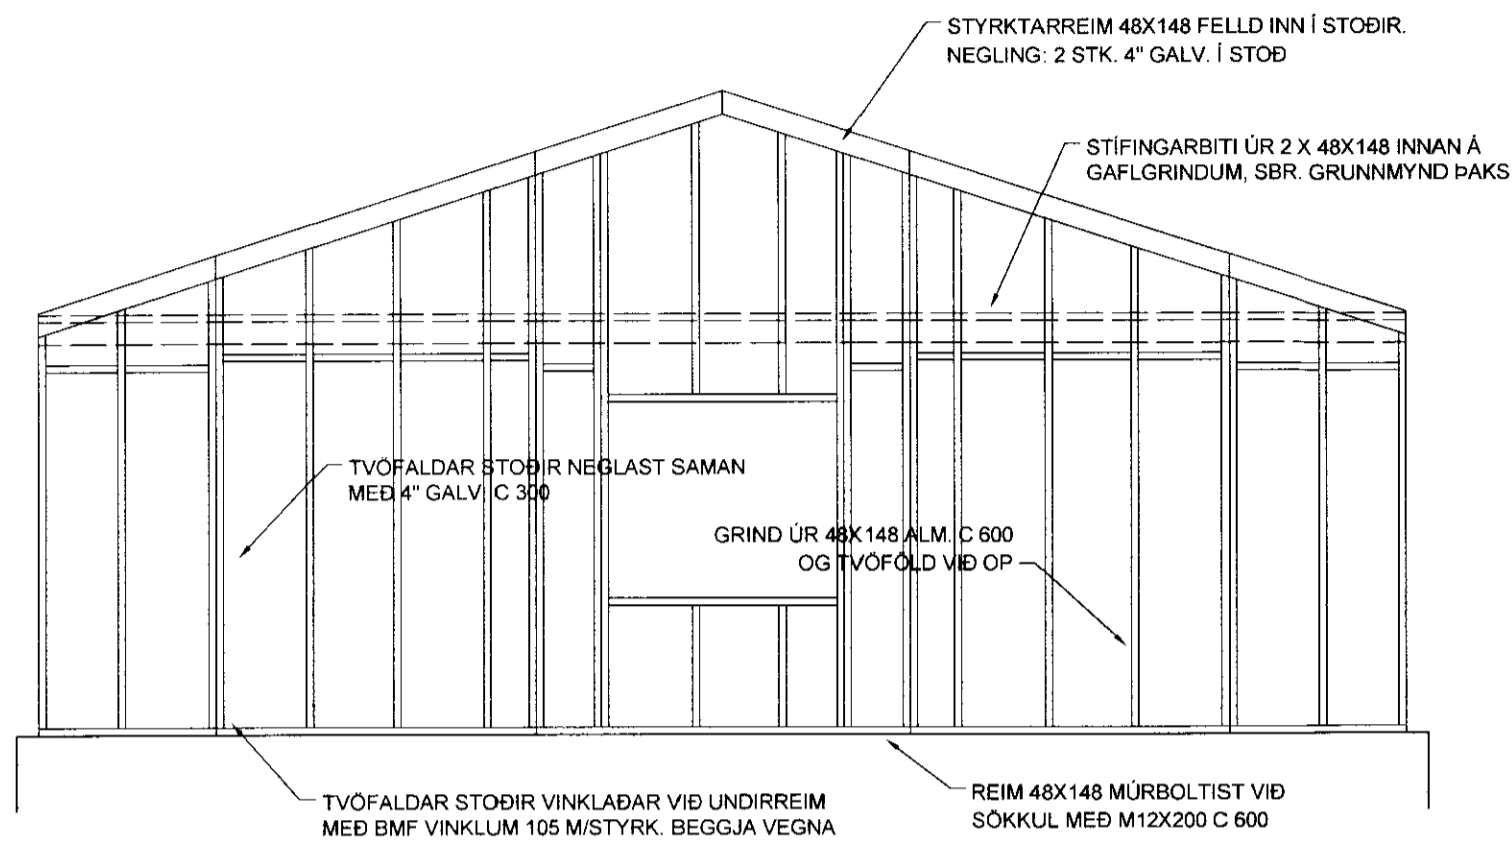 STYRKTARREIM 48X148 FELLD INN Í STOÐIR.
NEGLING: 2 STK. 4" GALV. Í STOÐ
STÍFINGARBITI ÚR 2 X 48X148 INNAN Á
GAFLGRINDUM, SBR. GRUNNMYND ÞAKS
TVÖFALDAR STOÐIR NEGLAST SAMAN
MEÐ 4" GALV. C 300
GRIND ÚR 48X148 ALM. C 600
OG TVÖFÖLD VIÐ OP
TVÖFALDAR STOÐIR VINKLAÐAR VIÐ UNDIRREIM
MEÐ BMF VINKLUM 105 M/STYRK. BEGGJA VEGNA
REIM 48X148 MÚRBOLTIST VIÐ
SÖKKUL MEÐ M12X200 C 600